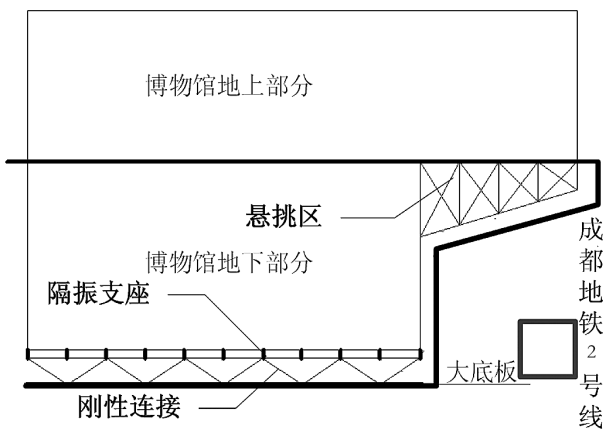 博物馆地上部分
悬挑区
博物馆地下部分
隔振支座
大底板
刚性连接
成都地铁2号线